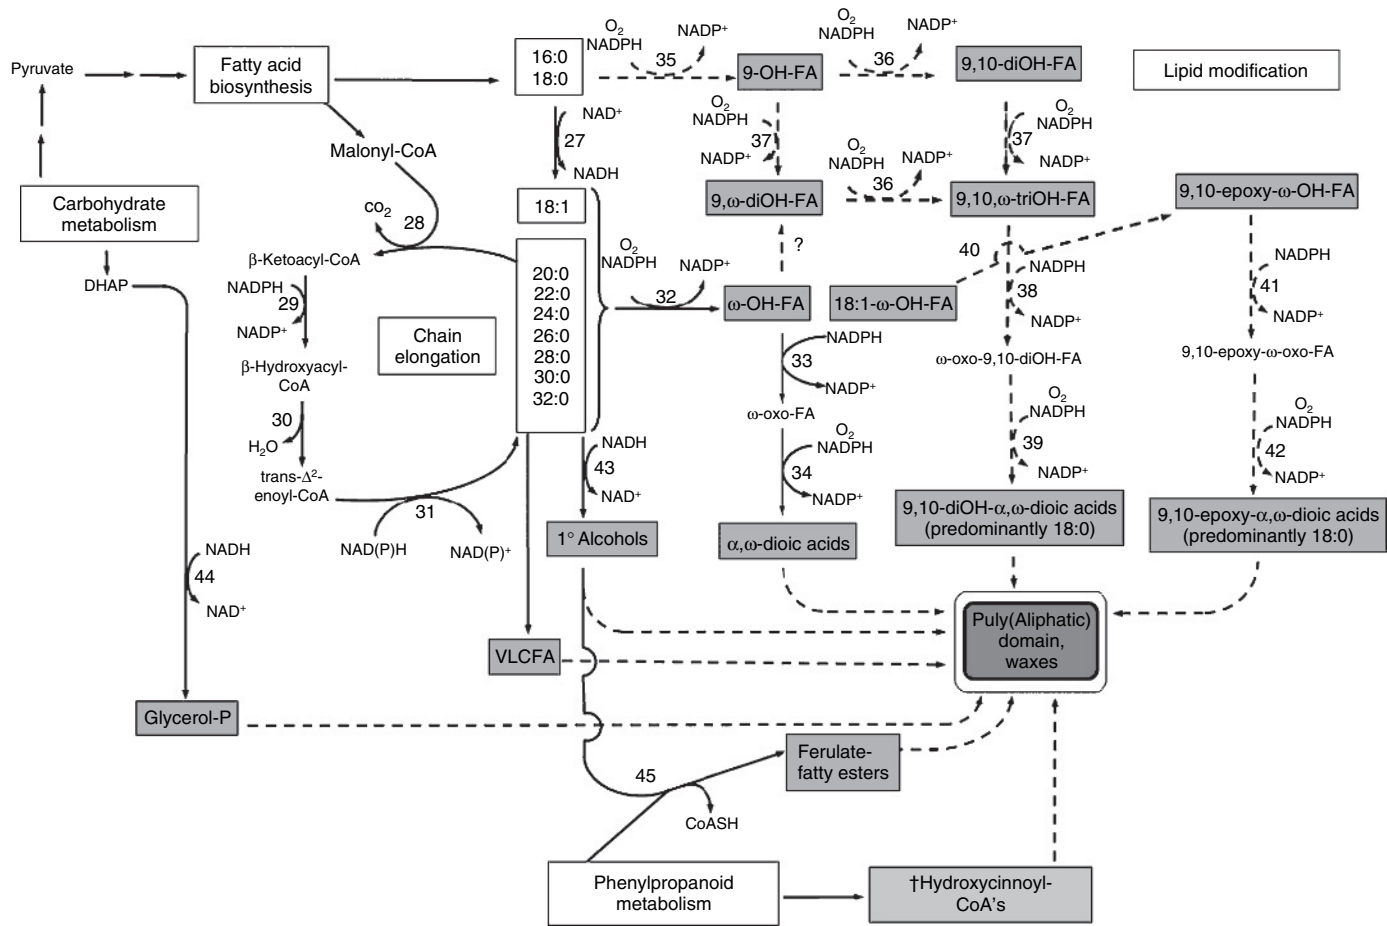 Pyruvate
Fatty acid
biosynthesis
16:0
18:0
O2
NADPH
35
NADP+
9-OH-FA
O2
NADPH
36
NADP+
9,10-diOH-FA
Lipid modification
Malonyl-CoA
NAD+
27
NADH
O2
NADPH
37
NADP+
O2
NADPH
37
NADP+
Carbohydrate
metabolism
co2
28
18:1
9,ω-diOH-FA
O2
NADPH
36
NADP+
9,10,ω-triOH-FA
9,10-epoxy-ω-OH-FA
β-Ketoacyl-CoA
DHAP
NADPH
29
NADP+
Chain
elongation
20:0
22:0
24:0
26:0
28:0
30:0
32:0
O2
NADPH
32
NADP+
?
ω-OH-FA
18:1-ω-OH-FA
40
NADPH
38
NADP+
NADPH
41
NADP+
β-Hydroxyacyl-
CoA
NADPH
33
NADP+
ω-oxo-9,10-diOH-FA
9,10-epoxy-ω-oxo-FA
30
H2O
ω-oxo-FA
O2
NADPH
39
NADP+
O2
NADPH
42
NADP+
trans-Δ2-
enoyl-CoA
31
NAD(P)H
NAD(P)+
NADH
43
NAD+
O2
NADPH
34
NADP+
1° Alcohols
α,ω-dioic acids
9,10-diOH-α,ω-dioic acids
(predominantly 18:0)
9,10-epoxy-α,ω-dioic acids
(predominantly 18:0)
NADH
44
NAD+
VLCFA
Puly(Aliphatic)
domain,
waxes
Glycerol-P
Ferulate-
fatty esters
45
CoASH
Phenylpropanoid
metabolism
†Hydroxycinnoyl-
CoA's